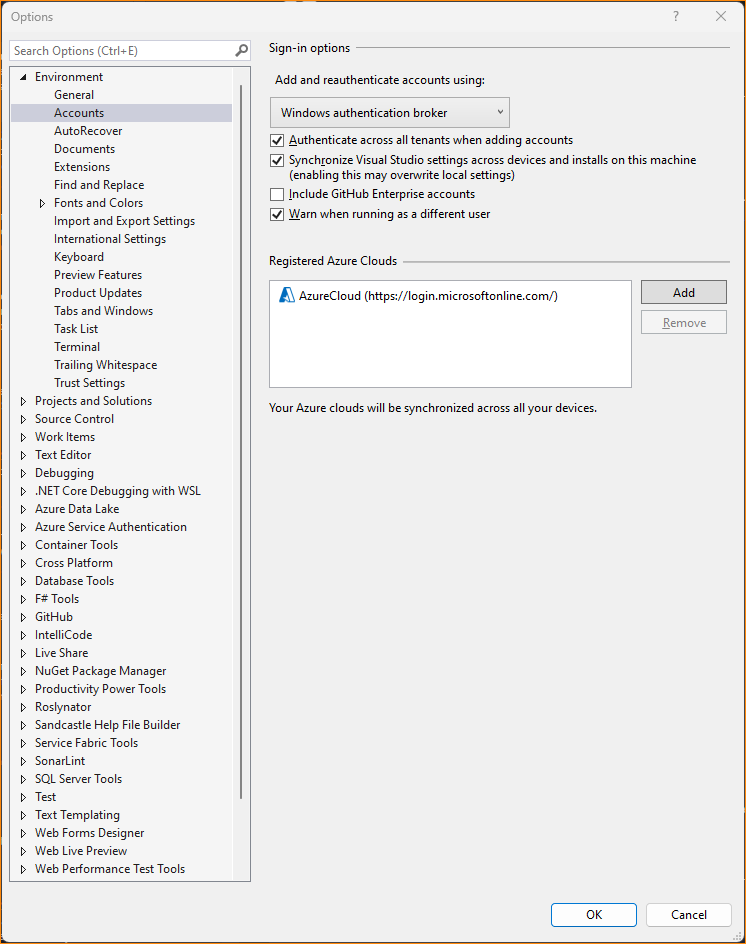 Options
?
Search Options (Ctrl+E)
Environment
General
Accounts
AutoRecover
Documents
Extensions
Find and Replace
Fonts and Colors
Import and Export Settings
International Settings
Keyboard
Preview Features
Product Updates
Tabs and Windows
Task List
Terminal
Trailing Whitespace
Trust Settings
Projects and Solutions
Source Control
Work Items
Text Editor
Debugging
.NET Core Debugging with WSL
Azure Data Lake
Azure Service Authentication
Container Tools
Cross Platform
Database Tools
F# Tools
GitHub
IntelliCode
Live Share
NuGet Package Manager
Productivity Power Tools
Roslynator
Sandcastle Help File Builder
Service Fabric Tools
SonarLint
SQL Server Tools
Test
Text Templating
Web Forms Designer
Web Live Preview
Web Performance Test Tools
Sign-in options
Add and reauthenticate accounts using:
Windows authentication broker
Authenticate across all tenants when adding accounts
Synchronize Visual Studio settings across devices and installs on this machine
(enabling this may overwrite local settings)
Include GitHub Enterprise accounts
Warn when running as a different user
Registered Azure Clouds
AzureCloud (https://login.microsoftonline.com/)
Add
Remove
Your Azure clouds will be synchronized across all your devices.
OK
Cancel